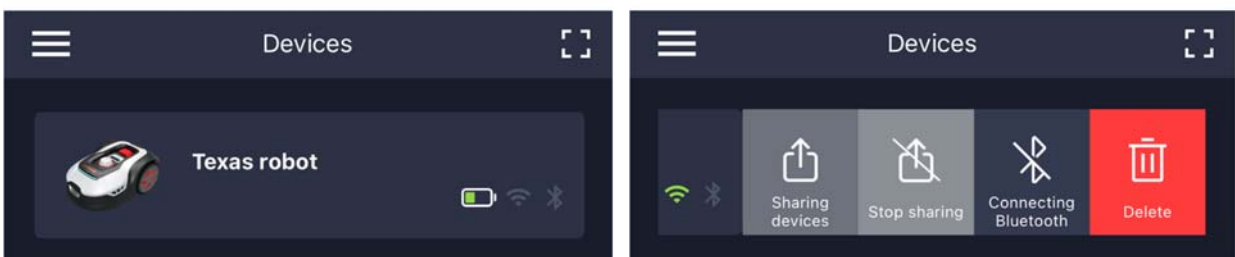 Devices
Texas robot
Devices
Sharing
devices
Stop sharing
Connecting
Bluetooth
Delete